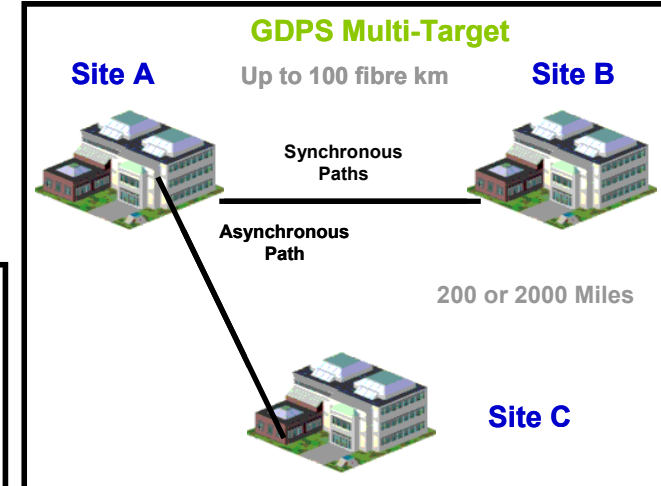 GDPS Multi-Target
Site A
Up to 100 fibre km
Site B
Synchronous
Paths
Asynchronous
Path
200 or 2000 Miles
Site C